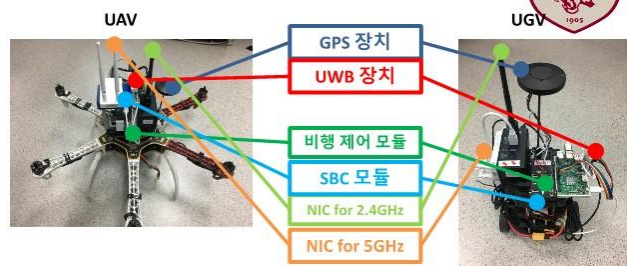 UAV
UGV
1905
GPS 장치
UWB 장치
비행 제어 모듈
SBC 모듈
NIC for 2.4GHz
NIC for 5GHz